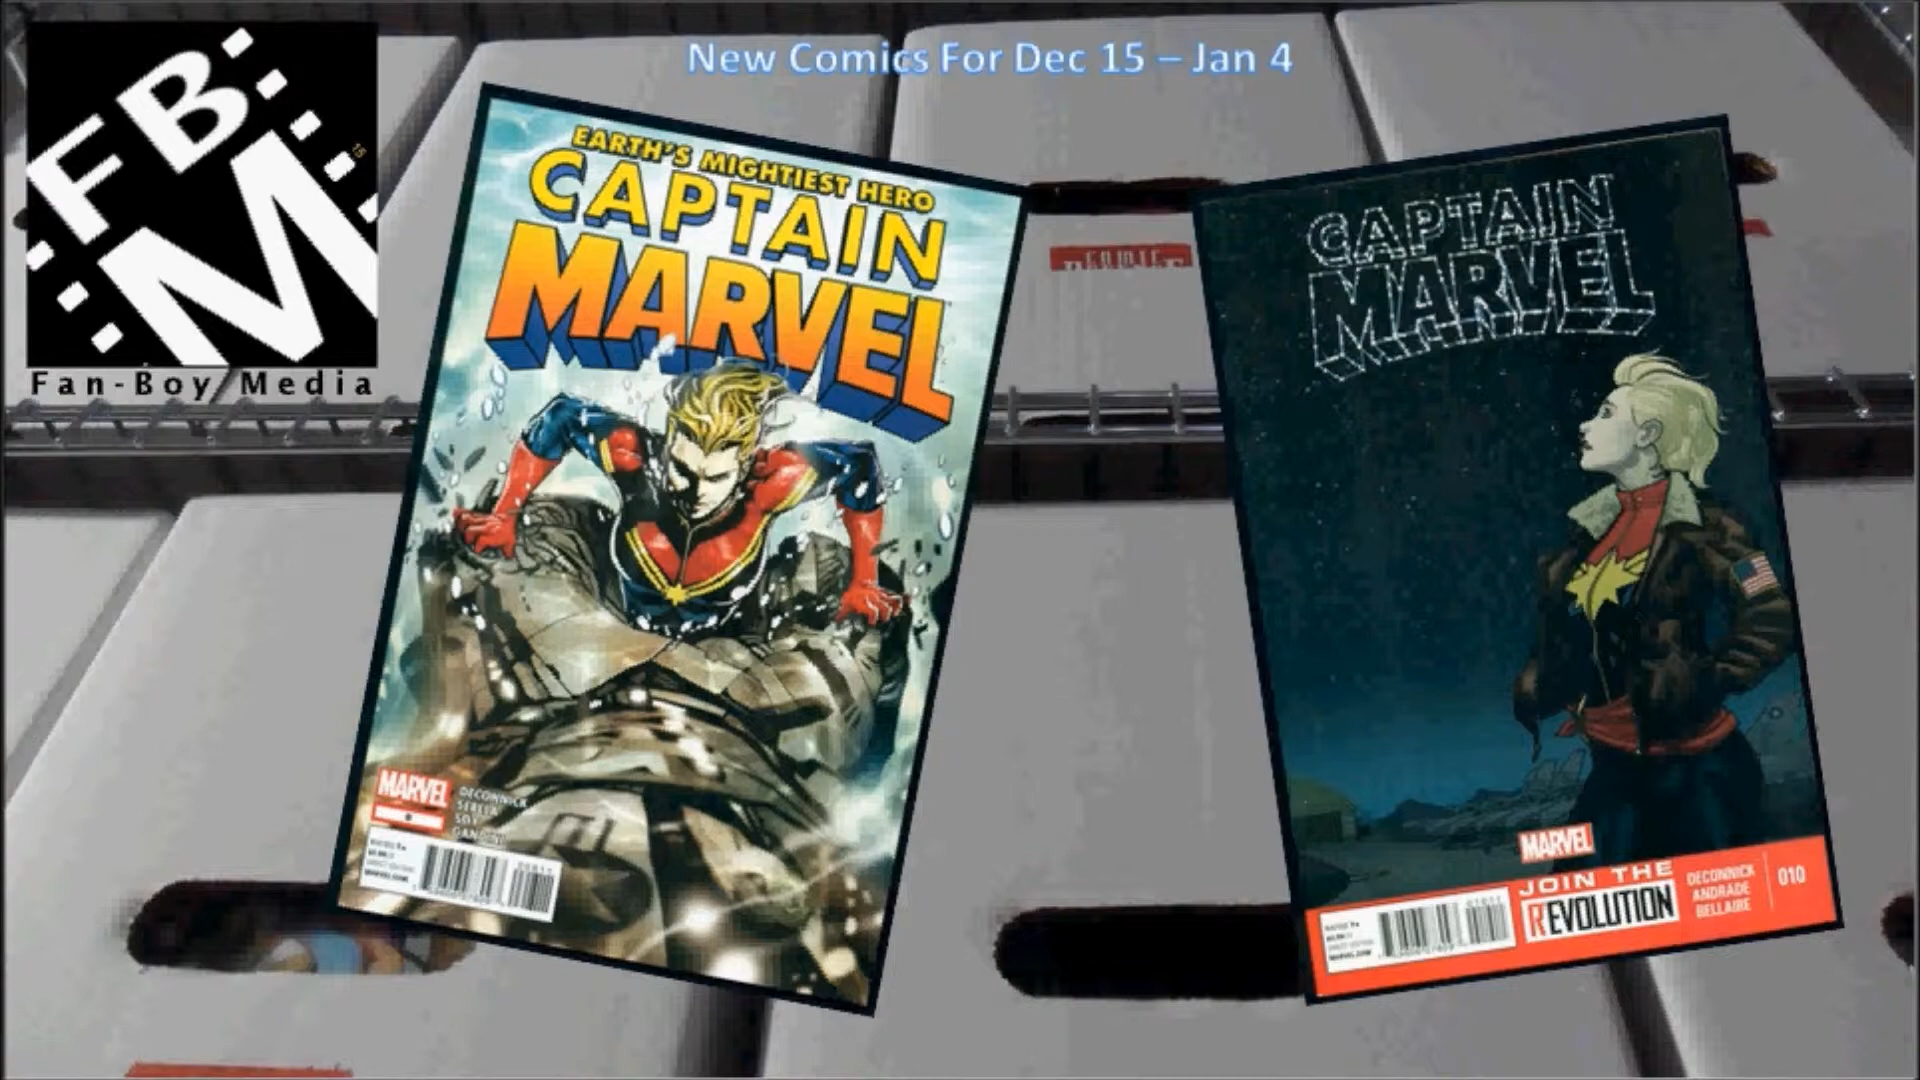 New Comics For Dec 15 – Jan 4
FB
M
15
Fan-Boy Media
EARTH'S MIGHTIEST HERO
CAPTAIN
MARVEL
MARVEL
DECONNICK
CAPTAIN
MARVEL
MARVEL
JOIN THE
REVOLUTION
DECONNICK
ANDRADE
BELLAIRE
010